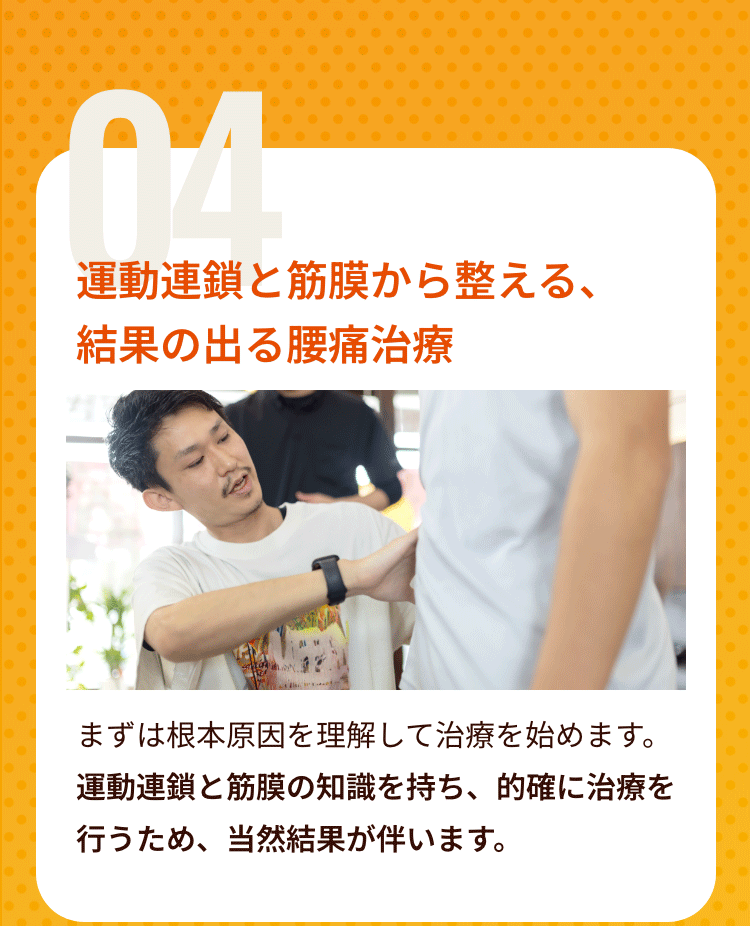 04
運動連鎖と筋膜から整える、
結果の出る腰痛治療
まずは根本原因を理解して治療を始めます。
運動連鎖と筋膜の知識を持ち、的確に治療を
行うため、当然結果が伴います。